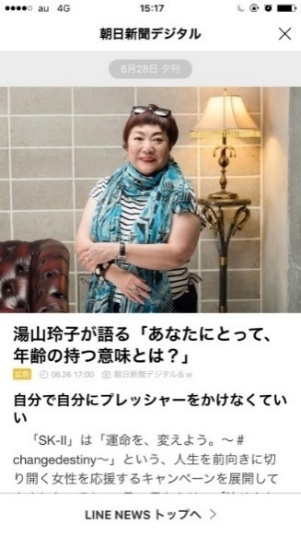 au 4G 15:17
朝日新聞デジタル
6月28日 夕刊
湯山玲子が語る「あなたにとって、
年齢の持つ意味とは？」
広告 06.26 17:00 朝日新聞デジタル＆w
自分で自分にプレッシャーをかけなくてい
い
「SK-II」は「運命を、変えよう。～#
changedestiny～」という、人生を前向きに切
り開く女性を応援するキャンペーンを展開して
LINE NEWS トップへ